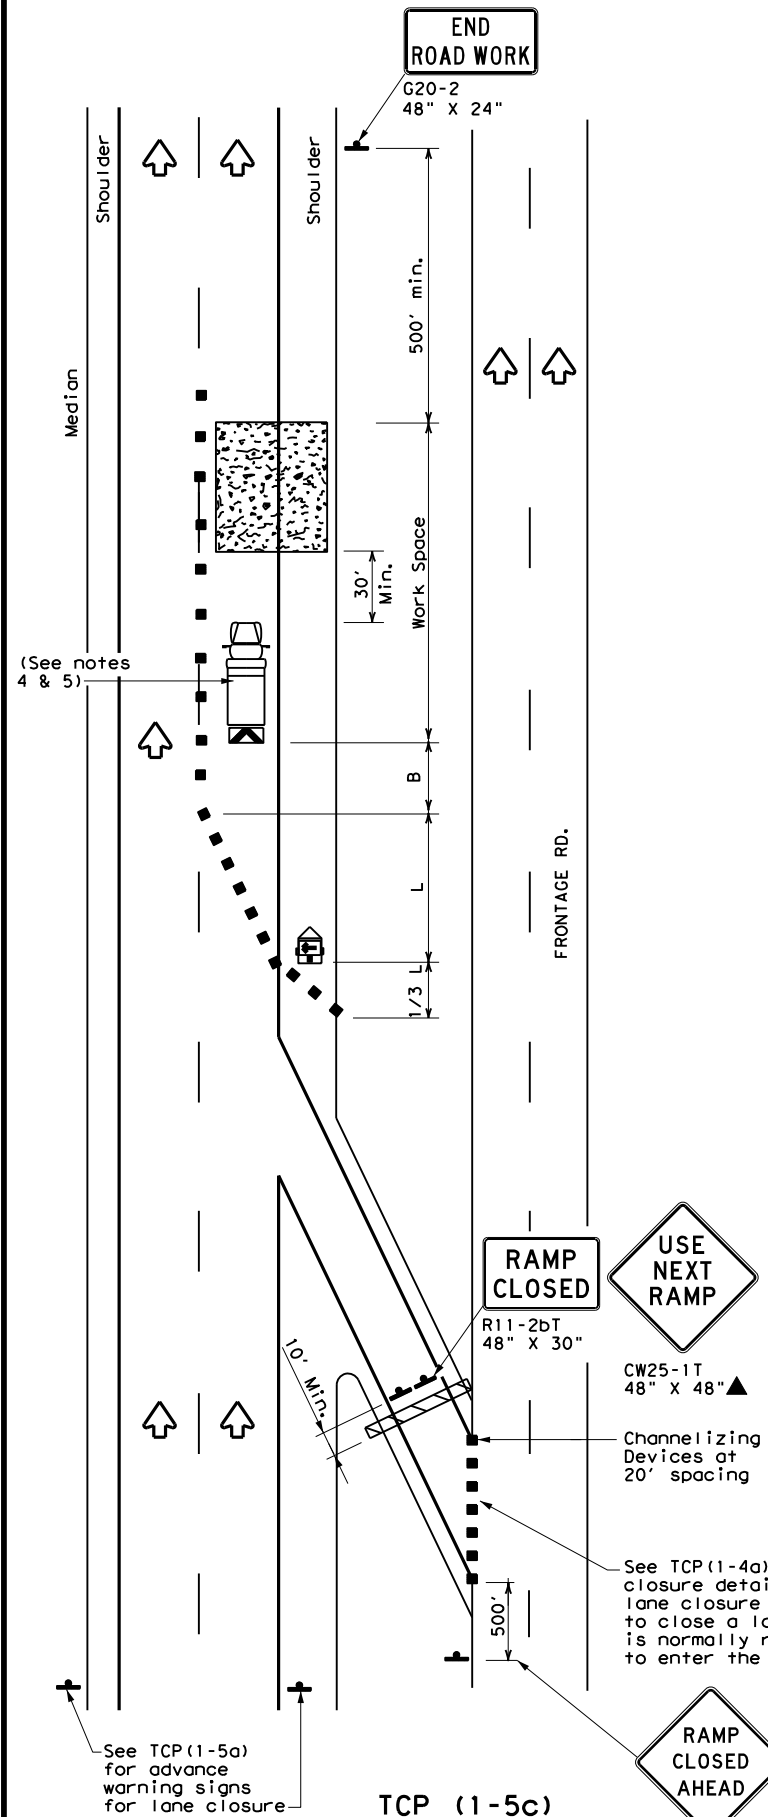 END
ROAD WORK
G20-2
48" X 24"
Shoulder
Shoulder
500' min.
Median
30'
Min.
Work Space
(See notes
4 & 5)
B
L
FRONTAGE RD.
1/3 L
RAMP
CLOSED
USE
NEXT
RAMP
R11-2bT
48" X 30"
10' Min.
CW25-1T
48" X 48"
Channelizing
Devices at
20' spacing
See TCP(1-4a)
closure
lane closure
to close a
is normally
to enter the
500'
RAMP
CLOSED
AHEAD
See TCP(1-5a)
for advance
warning signs
for lane closure
TCP (1-5c)